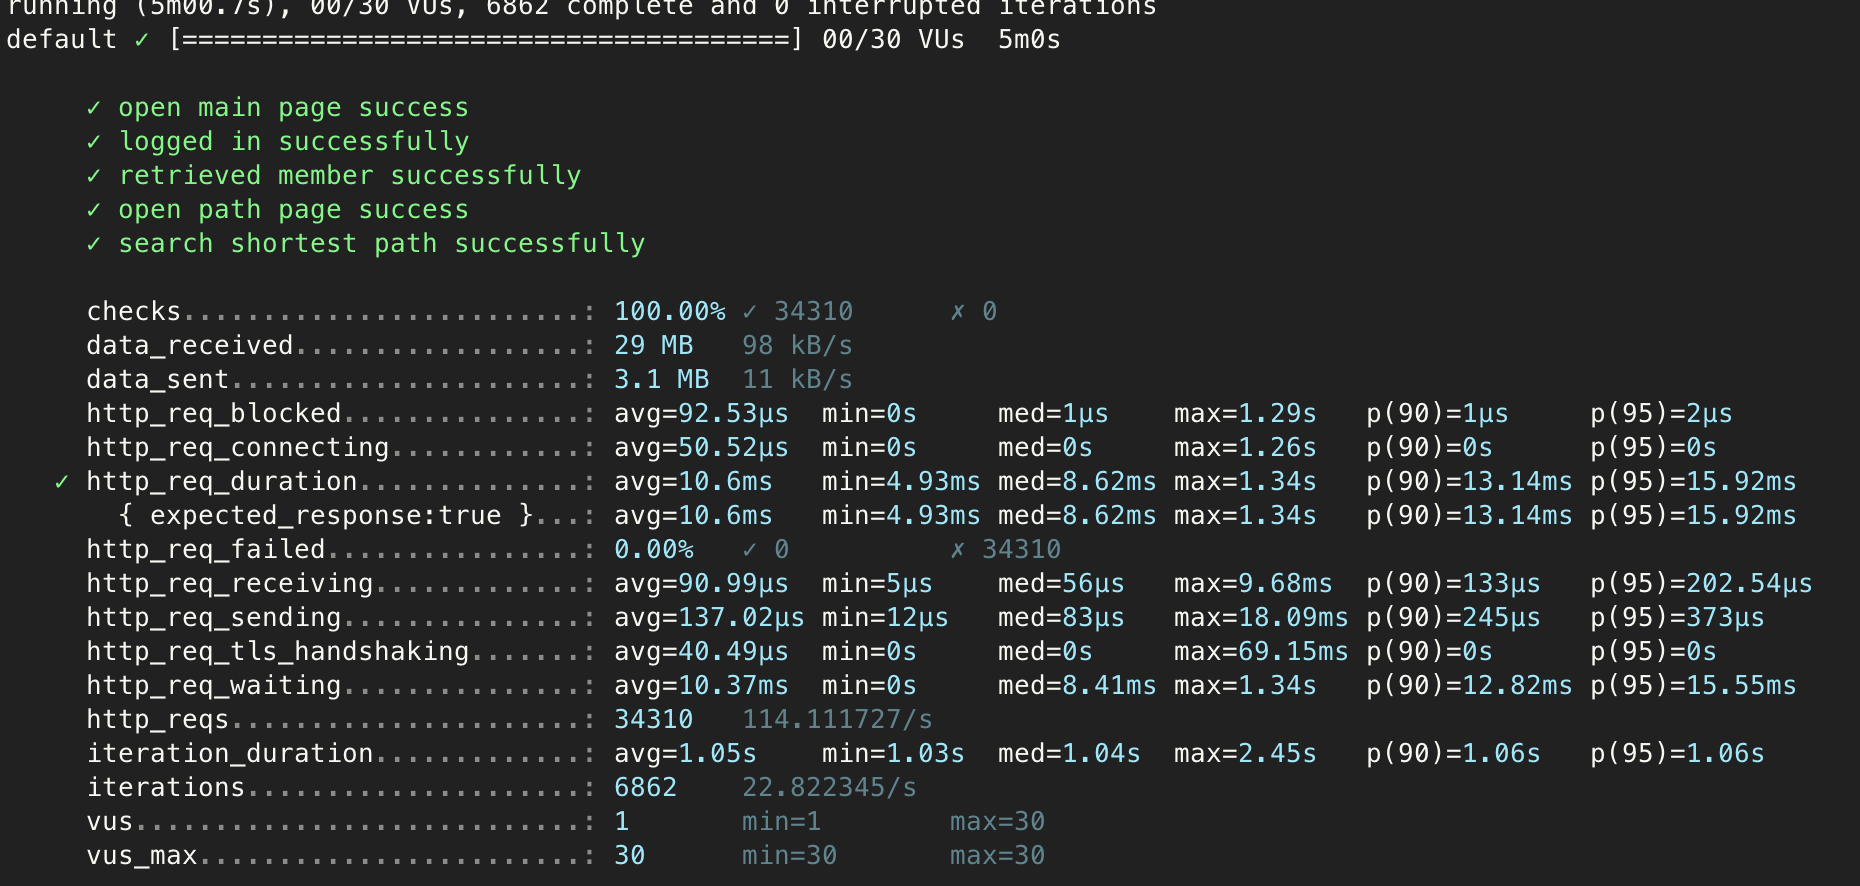 running (5m00.7s), 00/30 VUs, 6862 complete and 0 interrupted iterations
default ✓ [======================================] 00/30 VUs  5m0s
✓ open main page success
✓ logged in successfully
✓ retrieved member successfully
✓ open path page success
✓ search shortest path successfully
checks.........................: 100.00% ✓ 34310      ✗ 0
data_received..................: 29 MB   98 kB/s
data_sent......................: 3.1 MB  11 kB/s
http_req_blocked...............: avg=92.53µs  min=0s     med=1µs    max=1.29s   p(90)=1µs     p(95)=2µs
http_req_connecting............: avg=50.52µs  min=0s     med=0s     max=1.26s   p(90)=0s      p(95)=0s
✓ http_req_duration..............: avg=10.6ms   min=4.93ms med=8.62ms max=1.34s   p(90)=13.14ms p(95)=15.92ms
{ expected_response:true }...: avg=10.6ms   min=4.93ms med=8.62ms max=1.34s   p(90)=13.14ms p(95)=15.92ms
http_req_failed................: 0.00%   ✓ 0          ✗ 34310
http_req_receiving.............: avg=90.99µs  min=5µs    med=56µs   max=9.68ms  p(90)=133µs   p(95)=202.54µs
http_req_sending...............: avg=137.02µs min=12µs   med=83µs   max=18.09ms p(90)=245µs   p(95)=373µs
http_req_tls_handshaking.......: avg=40.49µs  min=0s     med=0s     max=69.15ms p(90)=0s      p(95)=0s
http_req_waiting...............: avg=10.37ms  min=0s     med=8.41ms max=1.34s   p(90)=12.82ms p(95)=15.55ms
http_reqs......................: 34310   114.111727/s
iteration_duration.............: avg=1.05s    min=1.03s  med=1.04s  max=2.45s   p(90)=1.06s   p(95)=1.06s
iterations.....................: 6862    22.822345/s
vus............................: 1       min=1        max=30
vus_max........................: 30      min=30       max=30